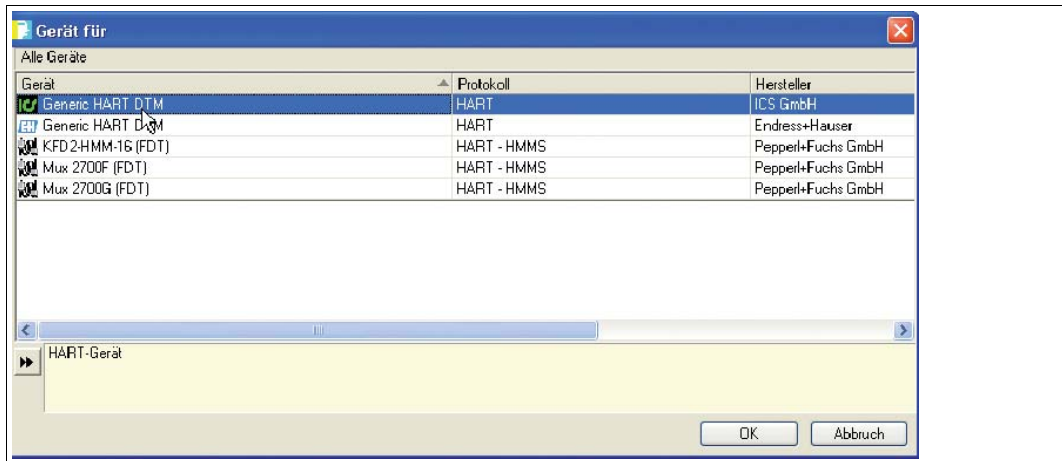 Gerät für
Alle Geräte
Gerät Protokoll Hersteller
Generic HART DTM HART ICS GmbH
Generic HART DTM HART Endress+Hauser
KFD2-HMM-16 (FDT) HART - HMMS Pepperl+Fuchs GmbH
Mux 2700F (FDT) HART - HMMS Pepperl+Fuchs GmbH
Mux 2700G (FDT) HART - HMMS Pepperl+Fuchs GmbH
HART-Gerät
OK Abbruch